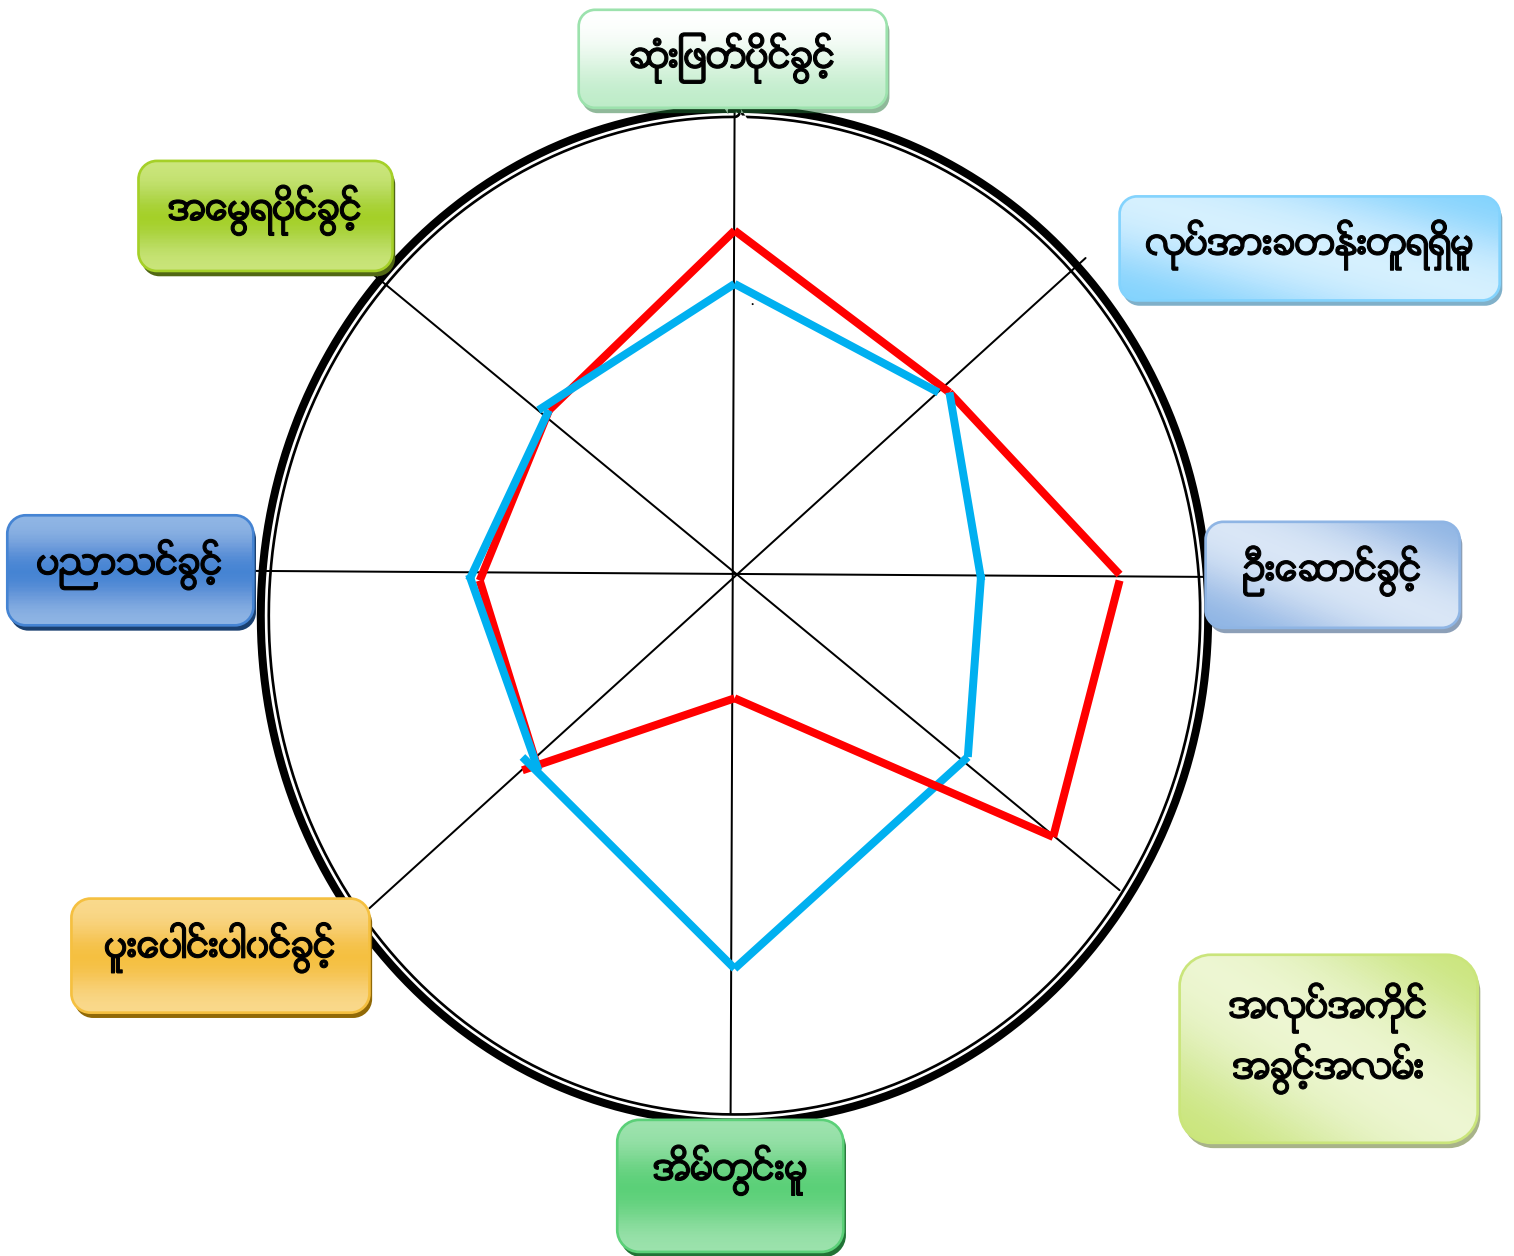 ဆုံးဖြတ်ပိုင်ခွင့်
အမွေရပိုင်ခွင့်
လုပ်အားခတန်းတူရရှိမူ
ပညာသင်ခွင့်
ဦးဆောင်ခွင့်
ပူးပေါင်းပါဂင်ခွင့်
အလုပ်အကိုင်
အခွင့်အလမ်း
အိမ်တွင်းမူ